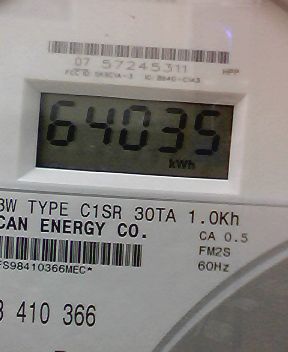 07 57245311
HPP
64035
kWh
3W TYPE C1SR 30TA 1.0Kh
CAN ENERGY CO.
CA 0.5
FM2S
FS98410366MEC*
60Hz
3 410 366